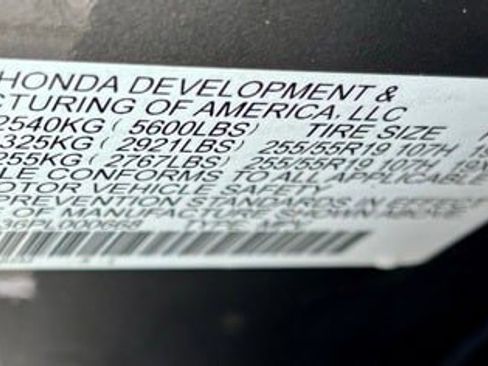 HONDA DEVELOPMENT &
CTURING OF AMERICA, LLC
2540KG ( 5600LBS) TIRE SIZE
325KG ( 2921LBS) 255/55R19 107H
255KG ( 2767LBS) 255/55R19 107H
LE CONFORMS TO ALL APPLICABLE
OTOR VEHICLE SAFETY
PREVENTION STANDARDS IN EFFECT
OF MANUFACTURE SHOWN ABOVE
TYPE: MPV